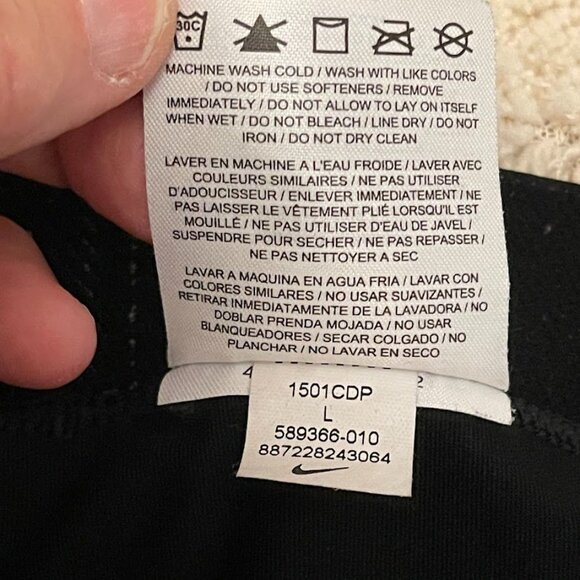 30C
MACHINE WASH COLD / WASH WITH LIKE COLORS
/ DO NOT USE SOFTENERS / REMOVE
IMMEDIATELY / DO NOT ALLOW TO LAY ON ITSELF
WHEN WET / DO NOT BLEACH / LINE DRY / DO NOT
IRON / DO NOT DRY CLEAN
LAVER EN MACHINE A L'EAU FROIDE / LAVER AVEC
COULEURS SIMILAIRES / NE PAS UTILISER
D'ADOUCISSEUR / ENLEVER IMMÉDIATEMENT / NE
PAS LAISSER LE VÊTEMENT PLIÉ LORSQU'IL EST
MOUILLÉ / NE PAS UTILISER D'EAU DE JAVEL /
SUSPENDRE POUR SECHER / NE PAS REPASSER /
NE PAS NETTOYER A SEC
LAVAR A MAQUINA EN AGUA FRIA / LAVAR CON
COLORES SIMILARES / NO USAR SUAVIZANTES /
RETIRAR INMEDIATAMENTE DE LA LAVADORA / NO
DOBLAR PRENDA MOJADA / NO USAR
BLANQUEADORES / SECAR COLGADO / NO
PLANCHAR / NO LAVAR EN SECO
4 2
1501CDP
L
589366-010
887228243064